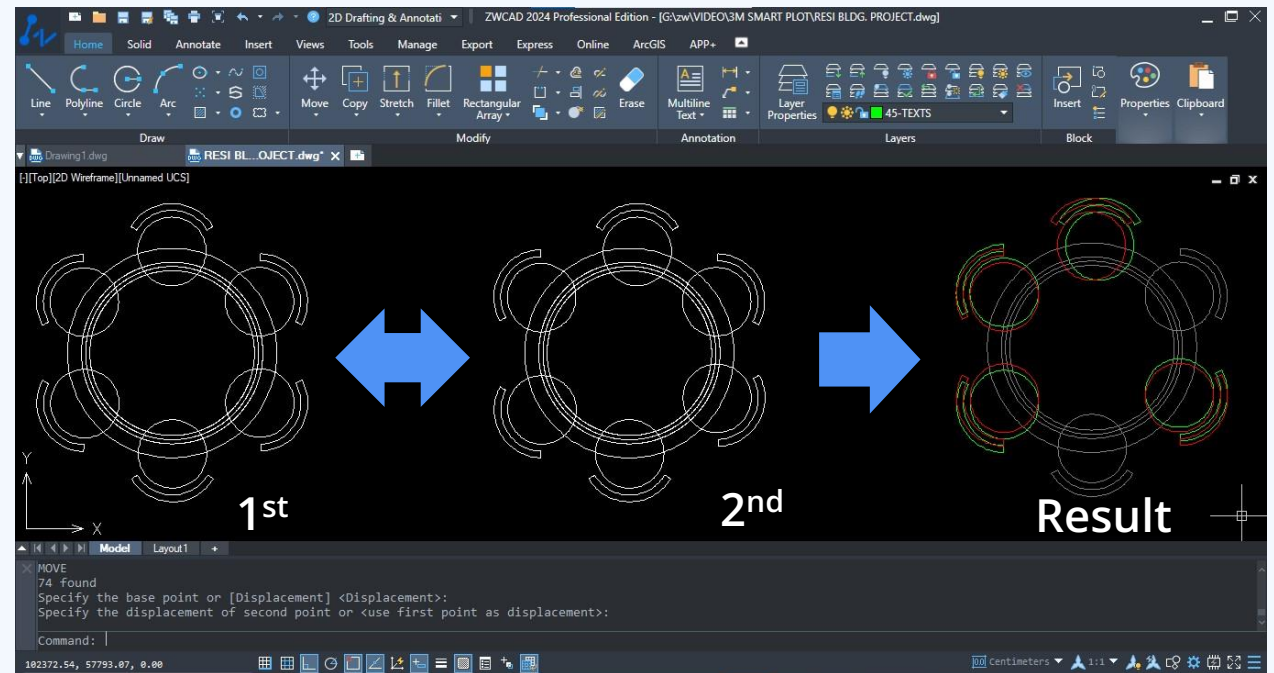 2D Drafting & Annotati
ZWCAD 2024 Professional Edition - [G:\zw\VIDEO\3M SMART PLOT\RESI BLDG. PROJECT.dwg]
Home Solid Annotate Insert Views Tools Manage Export Express Online ArcGIS APP+
Line Polyline Circle Arc Move Copy Stretch Fillet Rectangular Array Erase Multiline Text Layer Properties 45-TEXTS Insert Properties Clipboard
Draw Modify Annotation Layers Block
Drawing1.dwg RESI BL...OJECT.dwg*
[-][Top][2D Wireframe][Unnamed UCS]
Y
X
1st
2nd
Result
Model Layout1 +
MOVE
74 found
Specify the base point or [Displacement] <Displacement>:
Specify the displacement of second point or <use first point as displacement>:
Command:
102372.54, 57793.07, 0.00 Centimeters 1:1